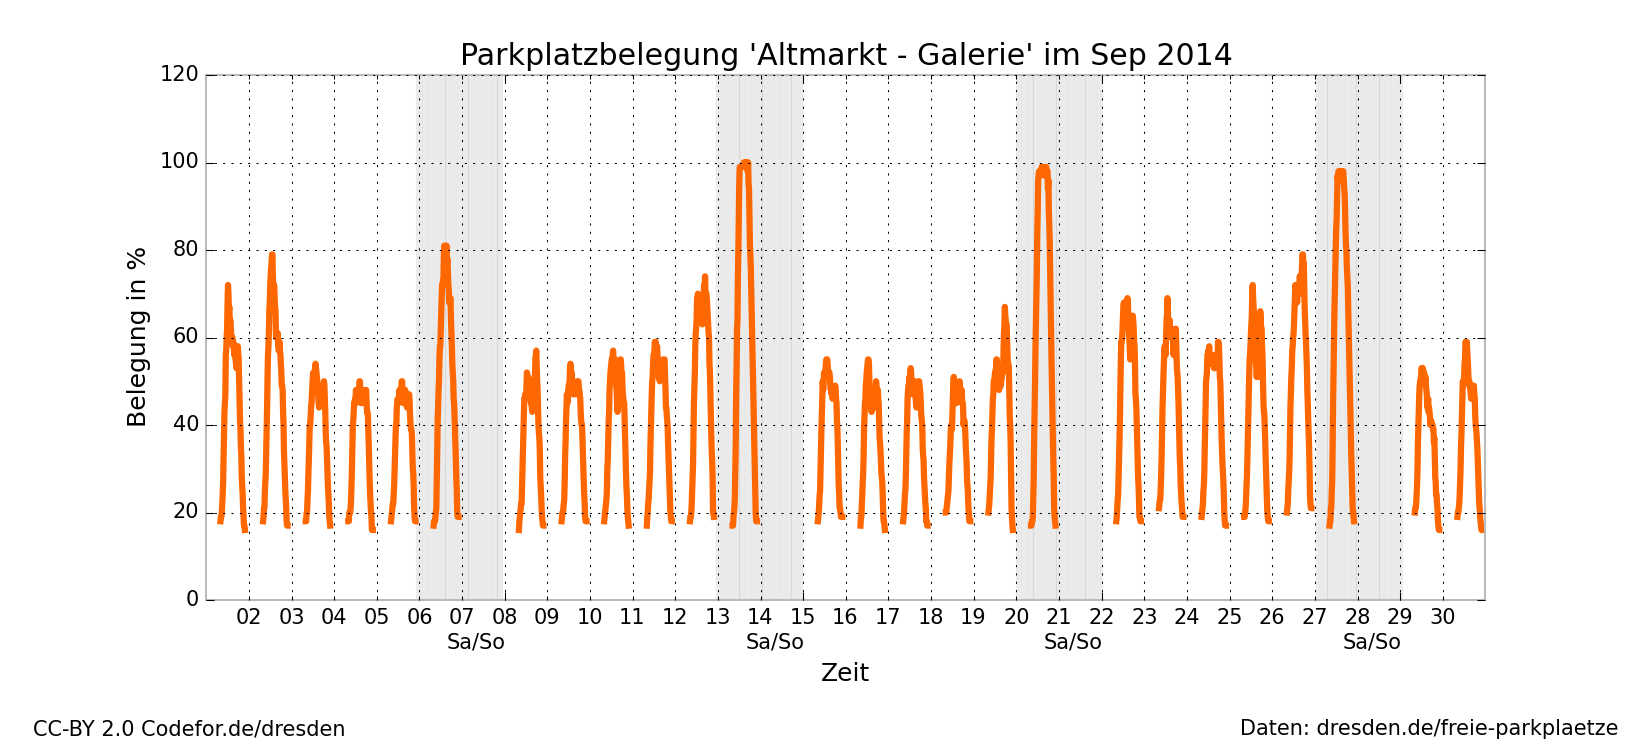 Parkplatzbelegung 'Altmarkt - Galerie' im Sep 2014
120
100
80
60
40
20
0
Belegung in %
02 03 04 05 06 07 08 09 10 11 12 13 14 15 16 17 18 19 20 21 22 23 24 25 26 27 28 29 30
Sa/So Sa/So Sa/So Sa/So
Zeit
CC-BY 2.0 Codefor.de/dresden
Daten: dresden.de/freie-parkplaetze